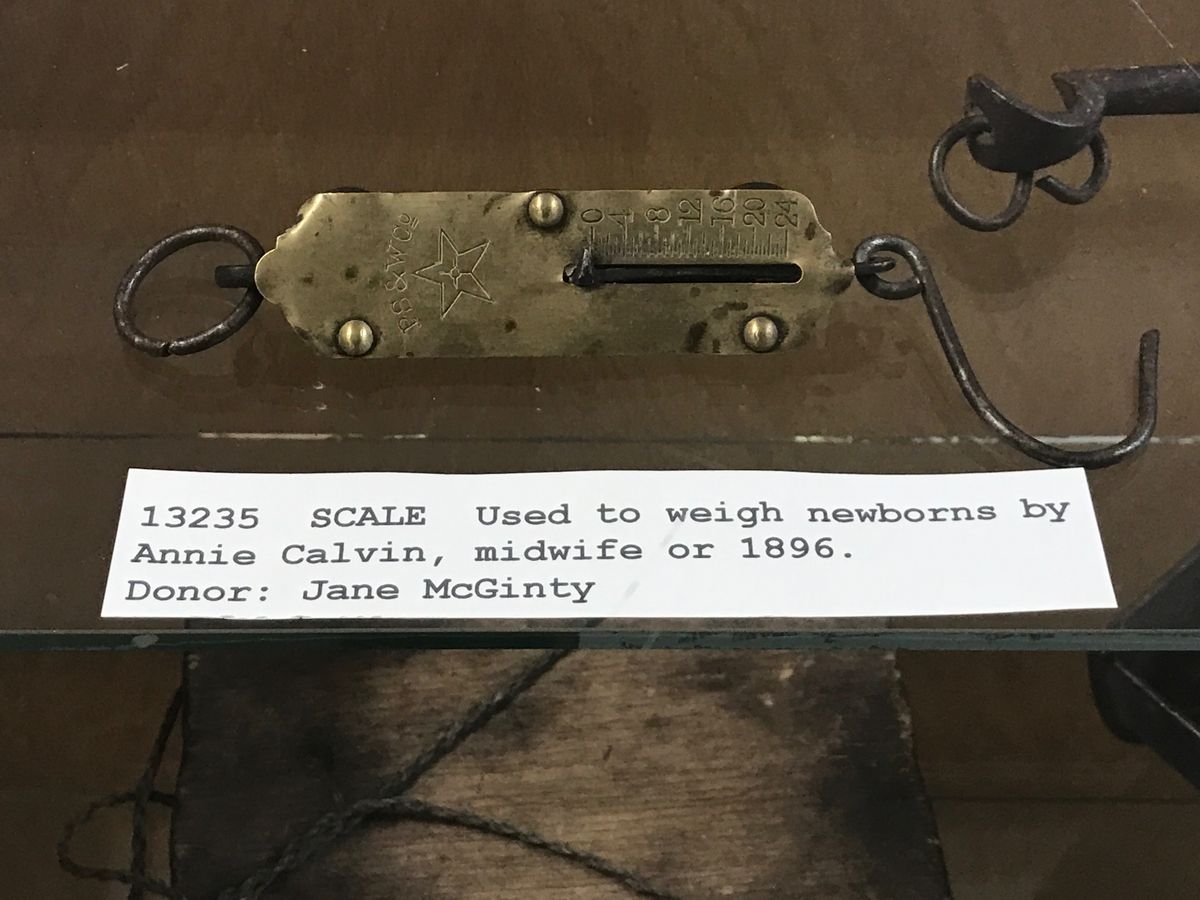 PS & W Co
0 4 8 12 16 20 24
13235 SCALE Used to weigh newborns by
Annie Calvin, midwife or 1896.
Donor: Jane McGinty